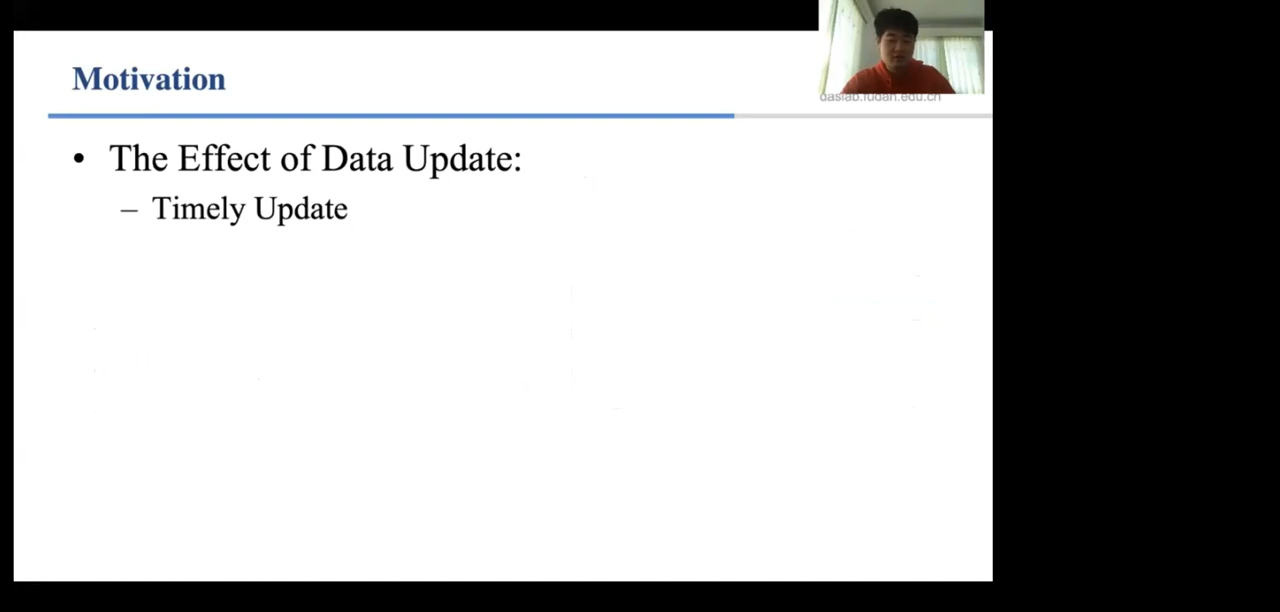 Motivation
daslab.fudan.edu.cn
• The Effect of Data Update:
– Timely Update